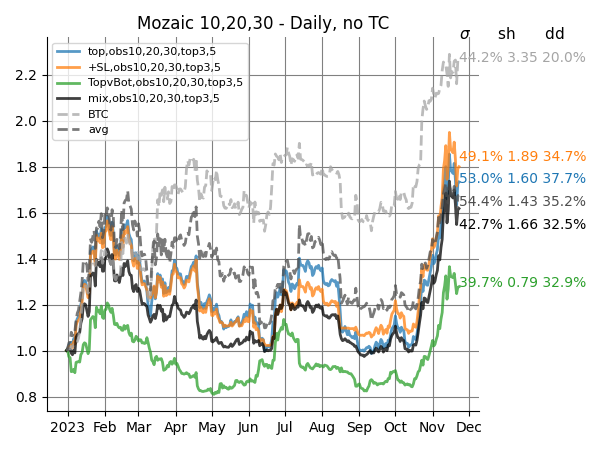 Mozaic 10,20,30 - Daily, no TC
σ sh dd
top,obs10,20,30,top3,5
+SL,obs10,20,30,top3,5
TopvBot,obs10,20,30,top3,5
mix,obs10,20,30,top3,5
BTC
avg
44.2% 3.35 20.0%
49.1% 1.89 34.7%
53.0% 1.60 37.7%
54.4% 1.43 35.2%
42.7% 1.66 32.5%
39.7% 0.79 32.9%
2.2
2.0
1.8
1.6
1.4
1.2
1.0
0.8
2023 Feb Mar Apr May Jun Jul Aug Sep Oct Nov Dec